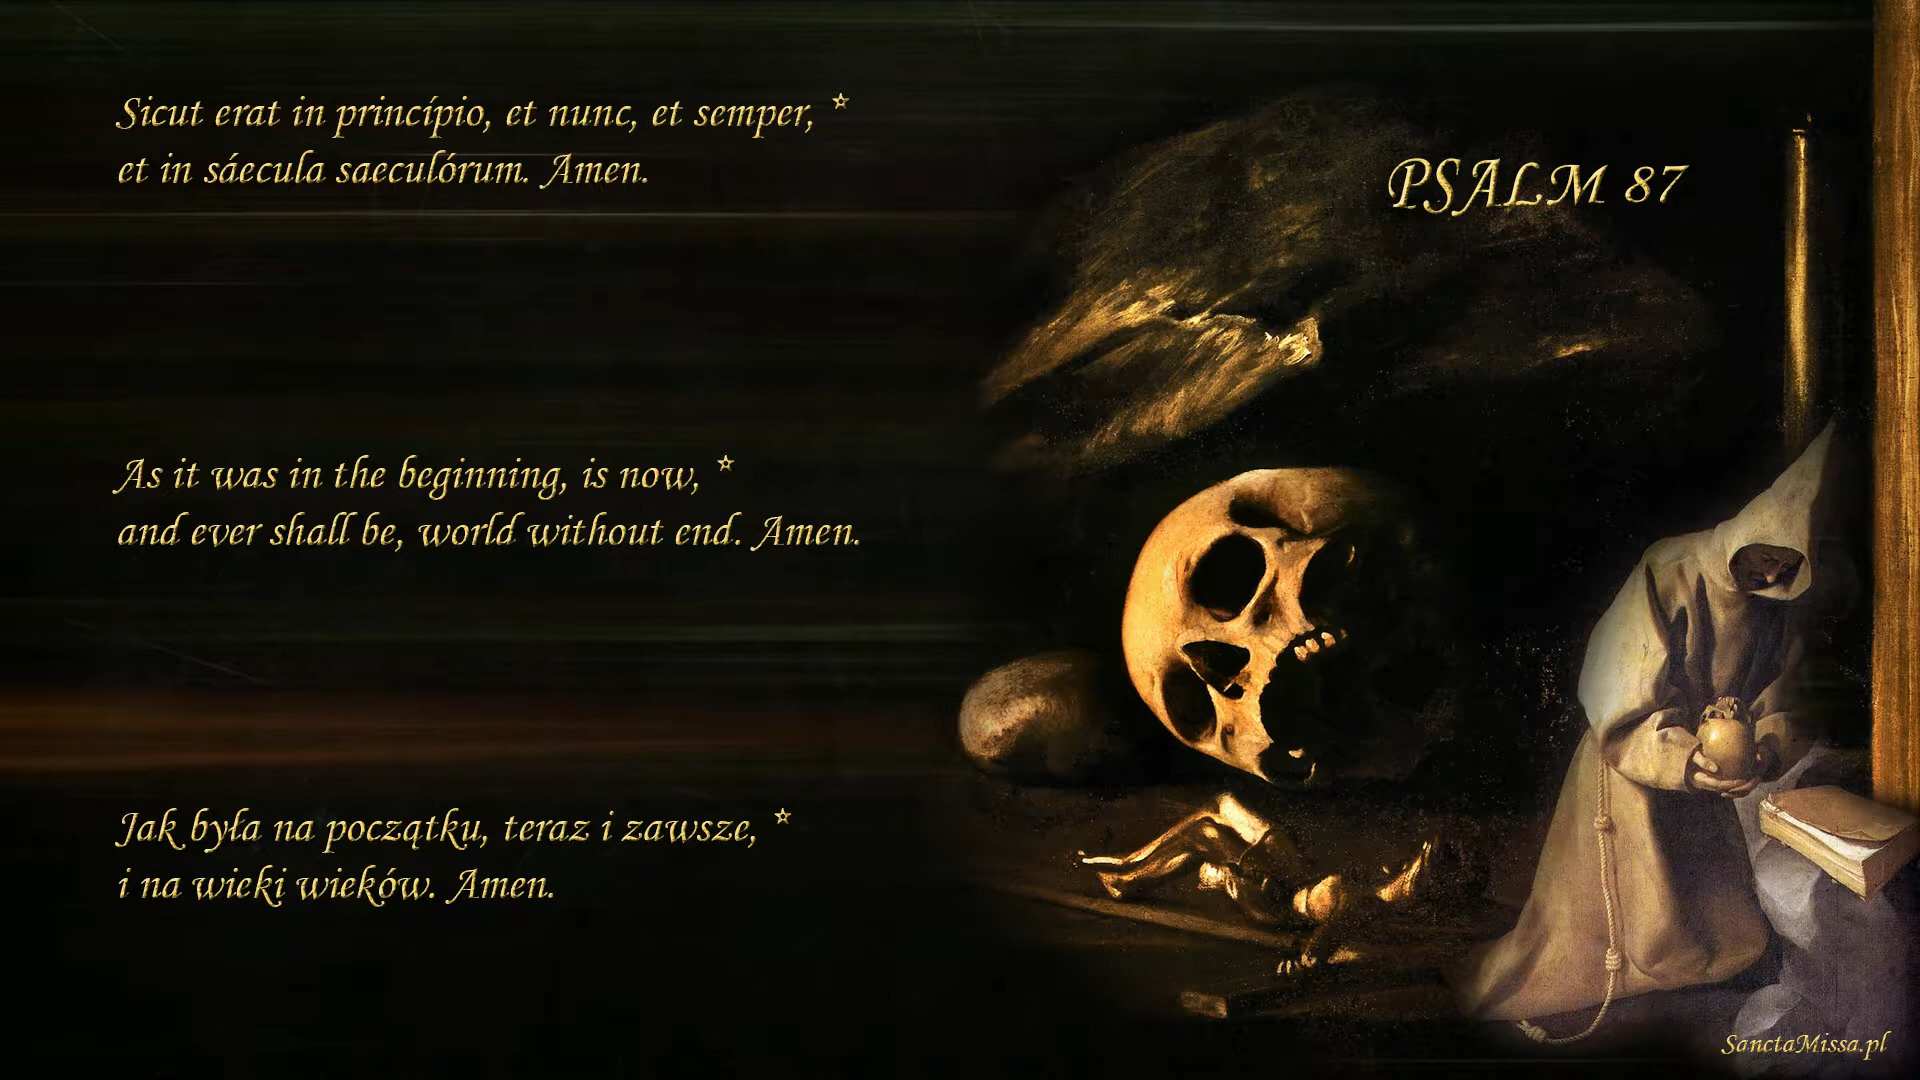 Sicut erat in princípio, et nunc, et semper, *
et in sáecula saeculórum. Amen.
PSALM 87
As it was in the beginning, is now, *
and ever shall be, world without end. Amen.
Jak była na początku, teraz i zawsze, *
i na wieki wieków. Amen.
SanctaMissa.pl